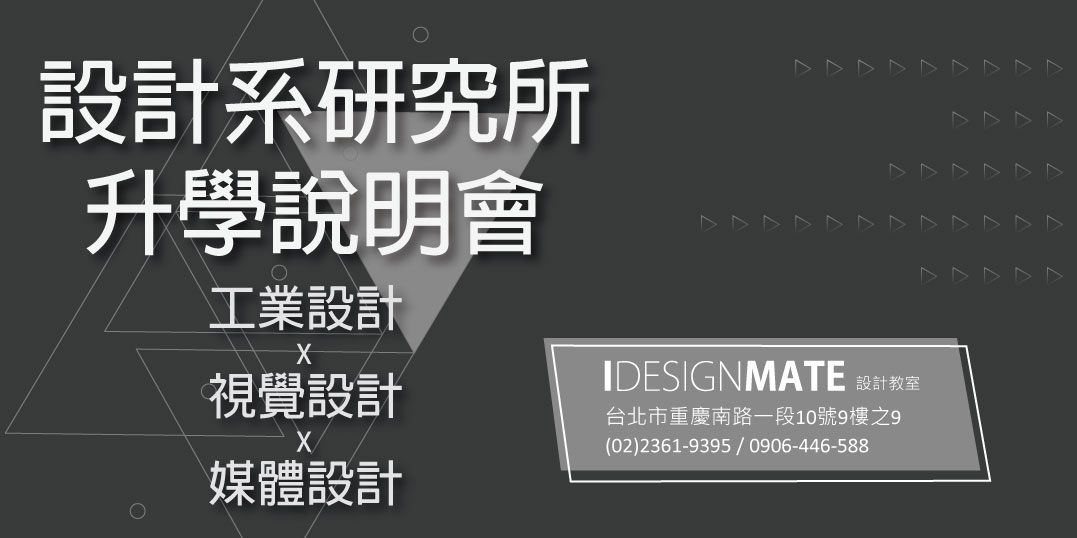 設計系研究所
升學說明會
工業設計
X
視覺設計
X
媒體設計
IDESIGNMATE 設計教室
台北市重慶南路一段10號9樓之9
(02)2361-9395 / 0906-446-588